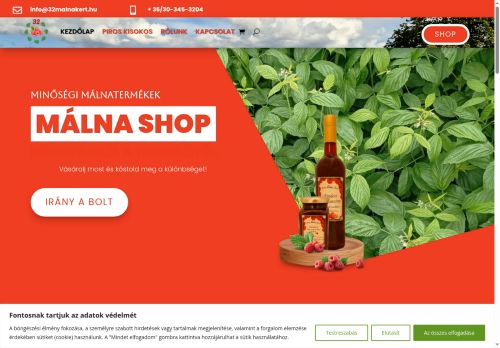 info@32malnakert.hu
+ 36/30-345-3204
32
KEZDŐLAP PIROS KISOKOS RÓLUNK KAPCSOLAT
SHOP
MINŐSÉGI MÁLNATERMÉKEK
MÁLNA SHOP
Vásárolj most és kóstold meg a különbséget!
IRÁNY A BOLT
Fontosnak tartjuk az adatok védelmét
A böngészési élmény fokozása, a személyre szabott hirdetések vagy tartalmak megjelenítése, valamint a forgalom elemzése
érdekében sütiket (cookie) használunk. A "Mindet elfogadom" gombra kattintva hozzájárulhat a sütik használatához.
Testreszabás
Elutasít
Az összes elfogadása